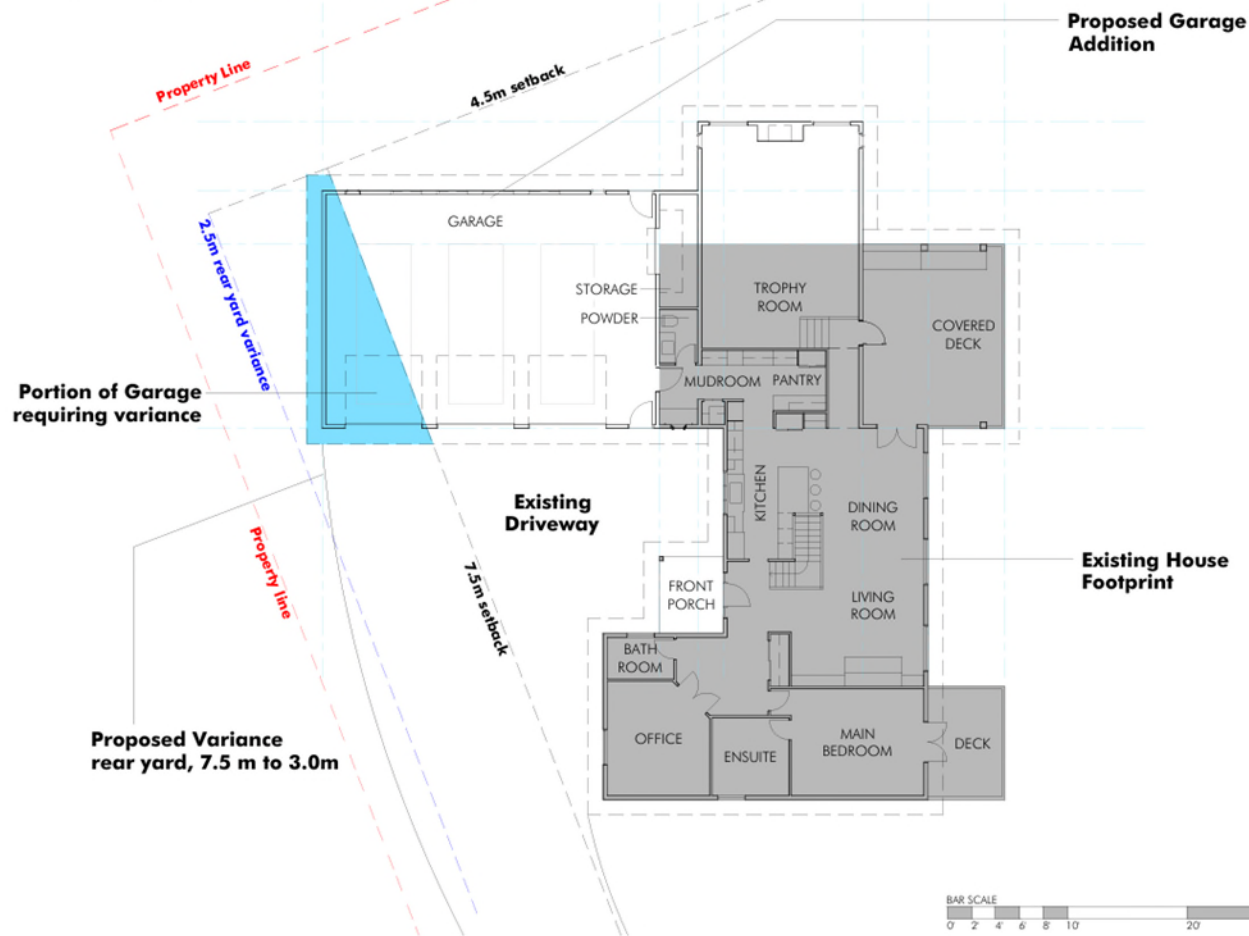 Proposed Garage
Addition
Property Line
4.5m setback
GARAGE
2.5m rear yard variance
STORAGE
TROPHY
ROOM
POWDER
COVERED
DECK
Portion of Garage
requiring variance
MUDROOM
PANTRY
KITCHEN
Existing
Driveway
DINING
ROOM
Property line
7.5m setback
Existing House
Footprint
FRONT
PORCH
LIVING
ROOM
BATH
ROOM
Proposed Variance
rear yard, 7.5 m to 3.0m
OFFICE
ENSUITE
MAIN
BEDROOM
DECK
BAR SCALE
0' 2' 4' 6' 8' 10' 20'